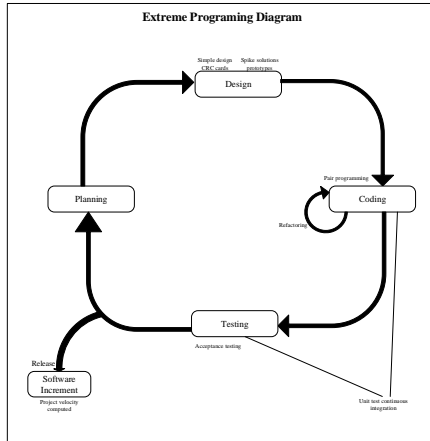 Extreme Programing Diagram
Simple design
CRC cards
Spike solutions
prototypes
Design
Pair programming
Planning
Coding
Refactoring
Testing
Acceptance testing
Release
Software
Increment
Project velocity
computed
Unit test continuous
integration